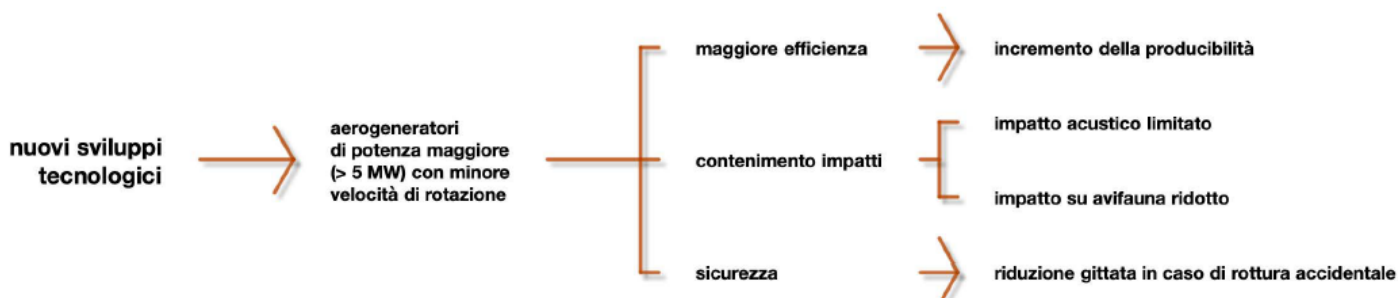 nuovi sviluppi
tecnologici
aerogeneratori
di potenza maggiore
(> 5 MW) con minore
velocità di rotazione
maggiore efficienza
incremento della producibilità
contenimento impatti
impatto acustico limitato
impatto su avifauna ridotto
sicurezza
riduzione gittata in caso di rottura accidentale